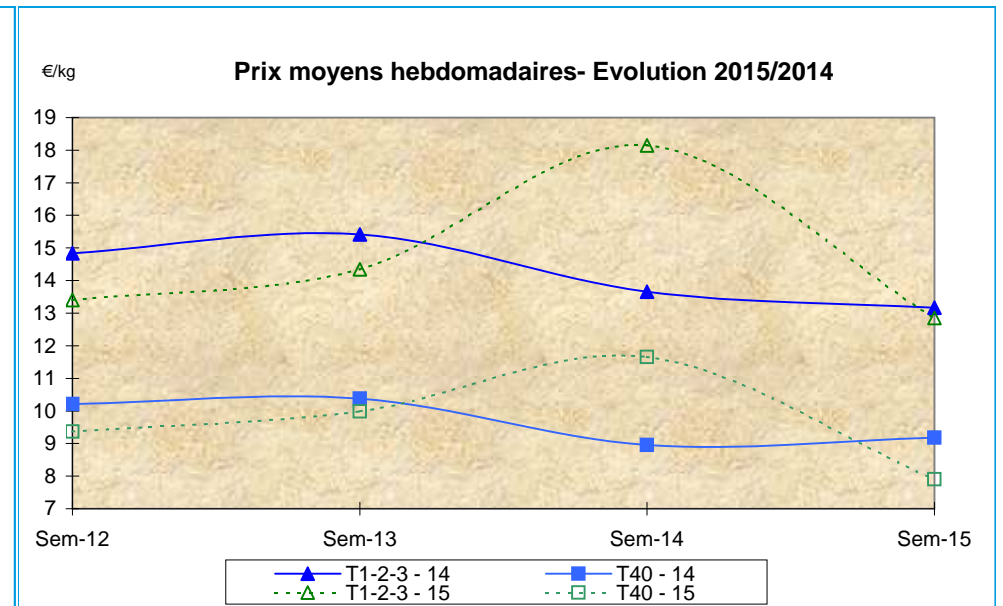 €/kg
Prix moyens hebdomadaires- Evolution 2015/2014
19
18
17
16
15
14
13
12
11
10
9
8
7
Sem-12 Sem-13 Sem-14 Sem-15
T1-2-3 - 14 T40 - 14
T1-2-3 - 15 T40 - 15